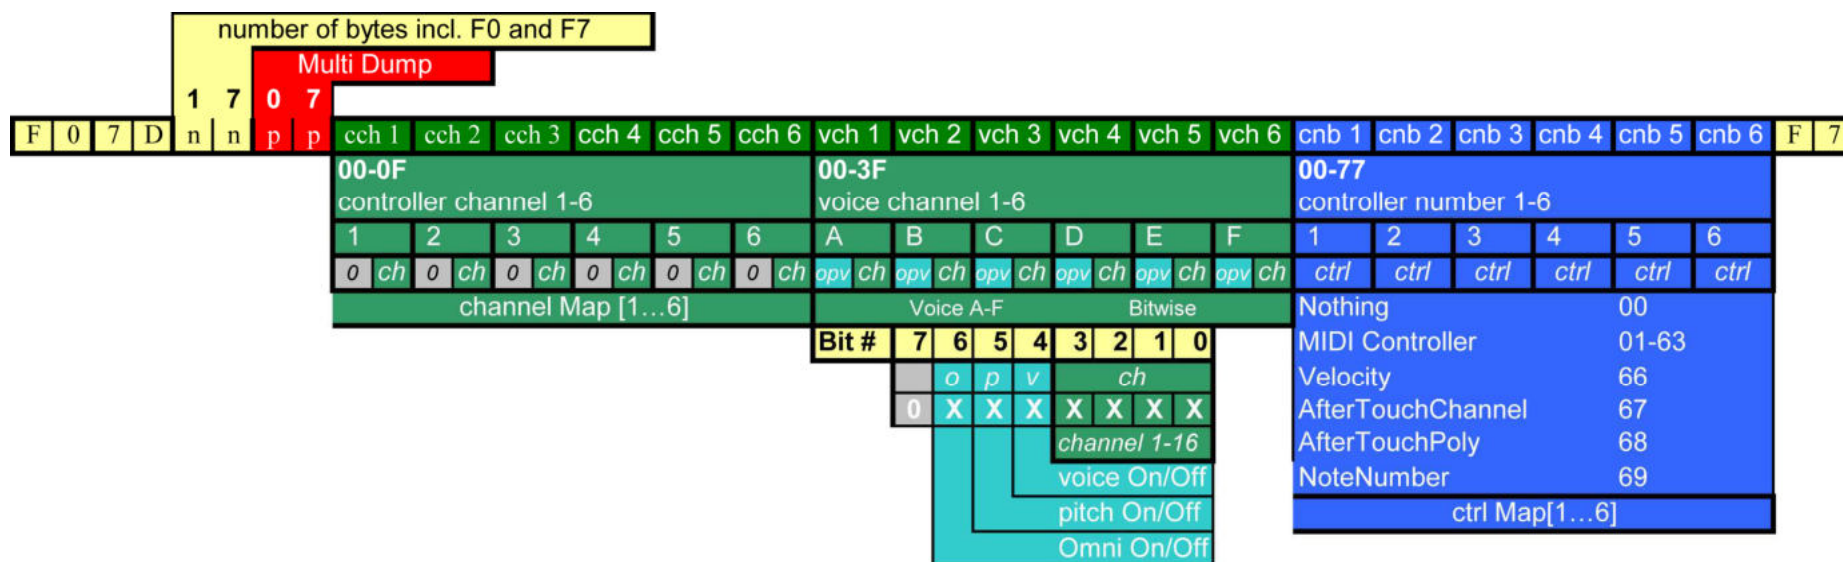 number of bytes incl. F0 and F7
Multi Dump
1 7 0 7
F 0 7 D n n p p cch 1 cch 2 cch 3 cch 4 cch 5 cch 6 vch 1 vch 2 vch 3 vch 4 vch 5 vch 6 cnb 1 cnb 2 cnb 3 cnb 4 cnb 5 cnb 6 F 7
00-0F 00-3F 00-77
controller channel 1-6 voice channel 1-6 controller number 1-6
1 2 3 4 5 6 A B C D E F 1 2 3 4 5 6
0 ch 0 ch 0 ch 0 ch 0 ch 0 ch opv ch opv ch opv ch opv ch opv ch opv ch ctrl ctrl ctrl ctrl ctrl ctrl
channel Map [1...6] Voice A-F Bitwise Nothing 00
Bit # 7 6 5 4 3 2 1 0 MIDI Controller 01-63
o p v ch Velocity 66
0 X X X X X X X AfterTouchChannel 67
channel 1-16 AfterTouchPoly 68
voice On/Off NoteNumber 69
pitch On/Off ctrl Map[1...6]
Omni On/Off